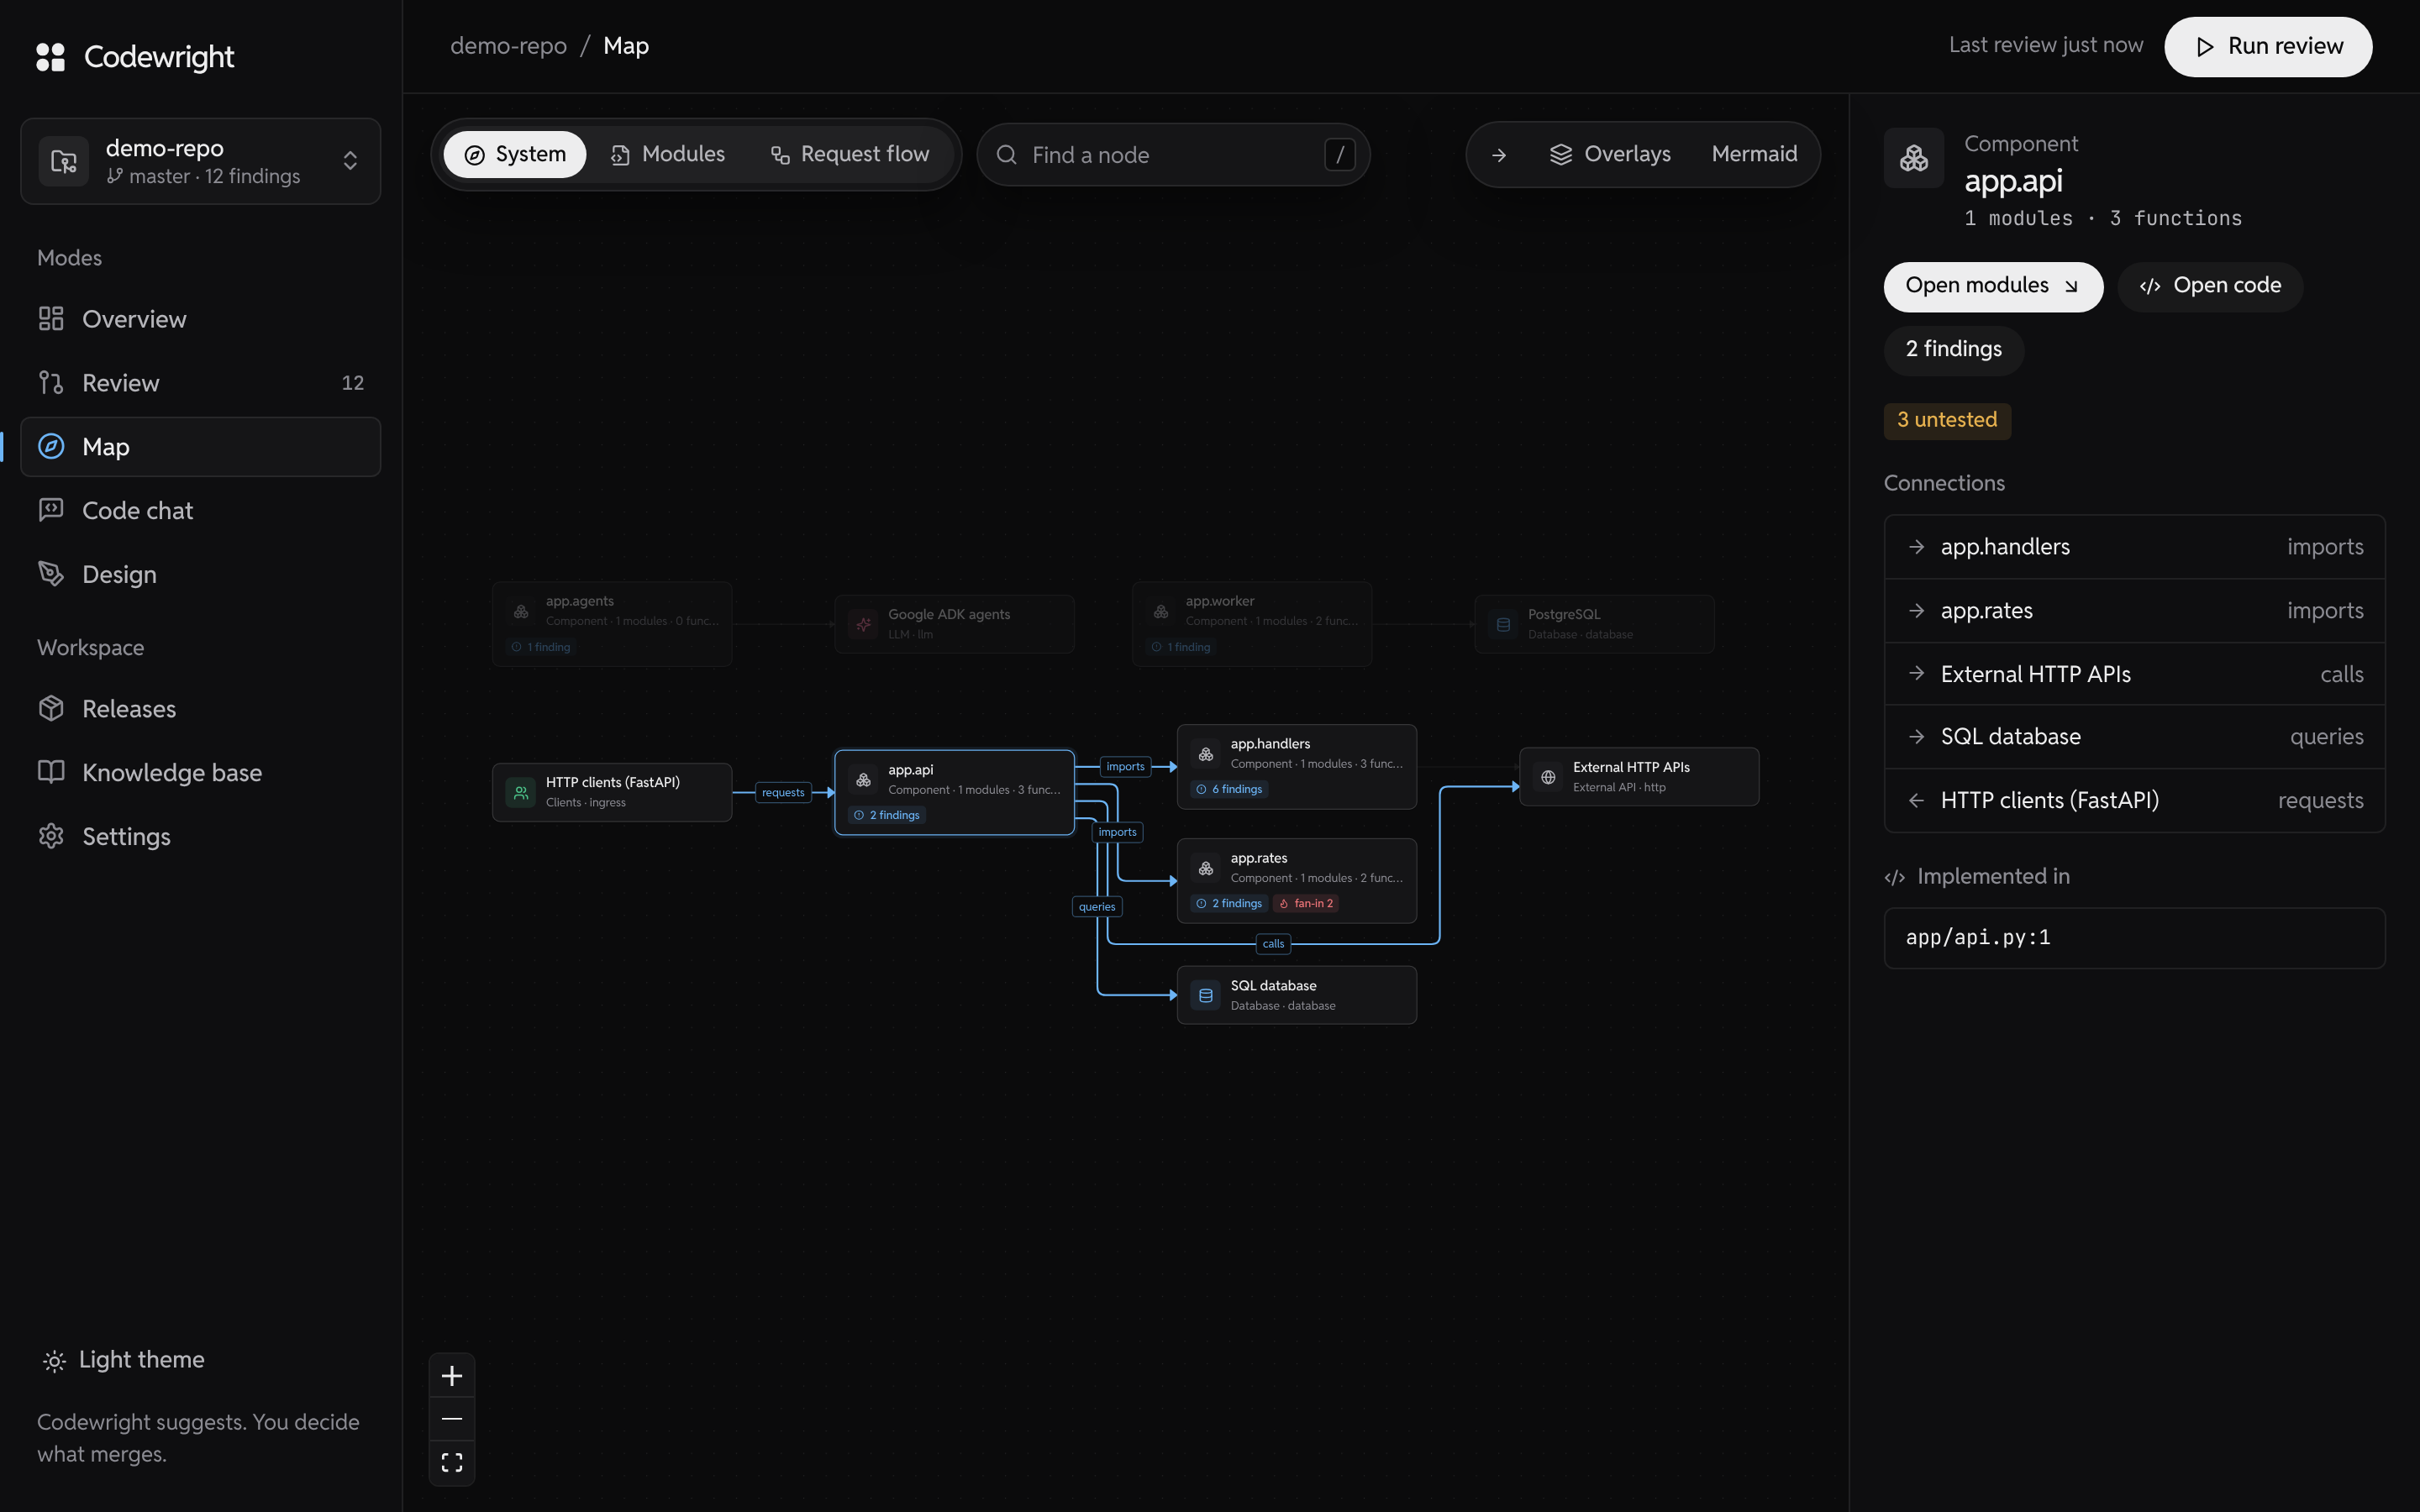 Codewright
demo-repo
master · 12 findings
Modes
Overview
Review 12
Map
Code chat
Design
Workspace
Releases
Knowledge base
Settings
Light theme
Codewright suggests. You decide
what merges.
demo-repo / Map
Last review just now
Run review
System
Modules
Request flow
Find a node /
Overlays
Mermaid
app.agents
Component · 1 modules · 0 func...
1 finding
Google ADK agents
LLM · llm
app.worker
Component · 1 modules · 2 func...
1 finding
PostgreSQL
Database · database
HTTP clients (FastAPI)
Clients · ingress
requests
app.api
Component · 1 modules · 3 func...
2 findings
imports
imports
queries
calls
app.handlers
Component · 1 modules · 3 func...
6 findings
app.rates
Component · 1 modules · 2 func...
2 findings
fan-in 2
SQL database
Database · database
External HTTP APIs
External API · http
Component
app.api
1 modules · 3 functions
Open modules
Open code
2 findings
3 untested
Connections
app.handlers imports
app.rates imports
External HTTP APIs calls
SQL database queries
HTTP clients (FastAPI) requests
Implemented in
app/api.py:1